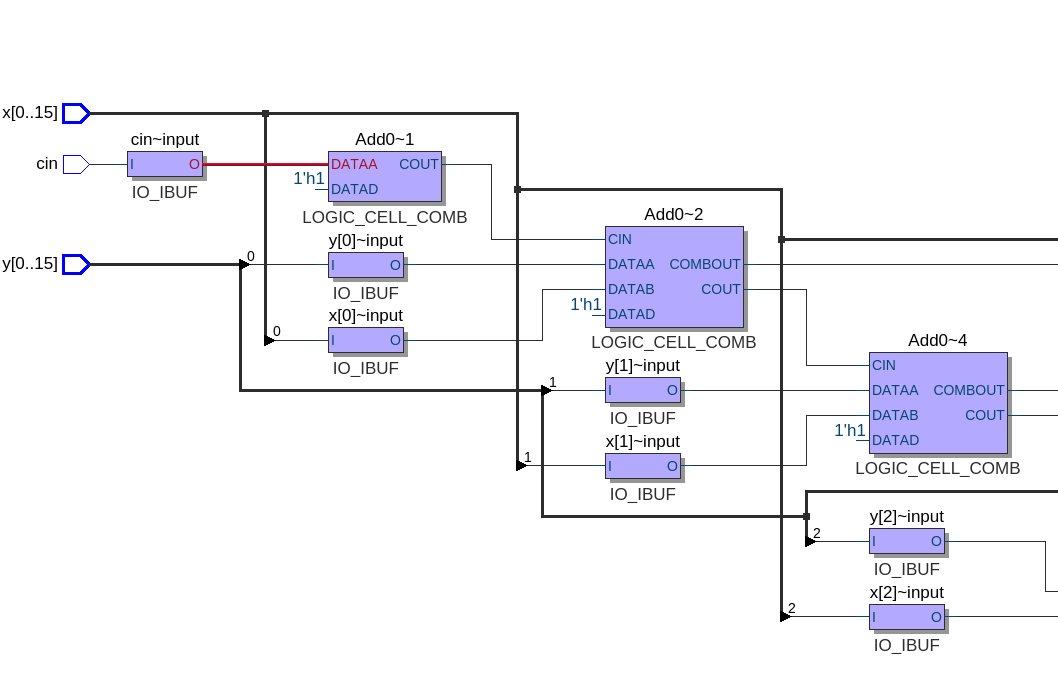 x[0..15]
cin~input
Add0~1
cin
I
O
DATAA
COUT
1'h1
DATAD
IO_IBUF
LOGIC_CELL_COMB
Add0~2
y[0]~input
CIN
y[0..15]
0
I
O
DATAA
COMBOUT
IO_IBUF
DATAB
COUT
1'h1
DATAD
x[0]~input
0
I
O
LOGIC_CELL_COMB
Add0~4
IO_IBUF
y[1]~input
CIN
1
I
O
DATAA
COMBOUT
IO_IBUF
DATAB
COUT
1'h1
DATAD
x[1]~input
1
I
O
LOGIC_CELL_COMB
IO_IBUF
y[2]~input
2
I
O
IO_IBUF
x[2]~input
2
I
O
IO_IBUF